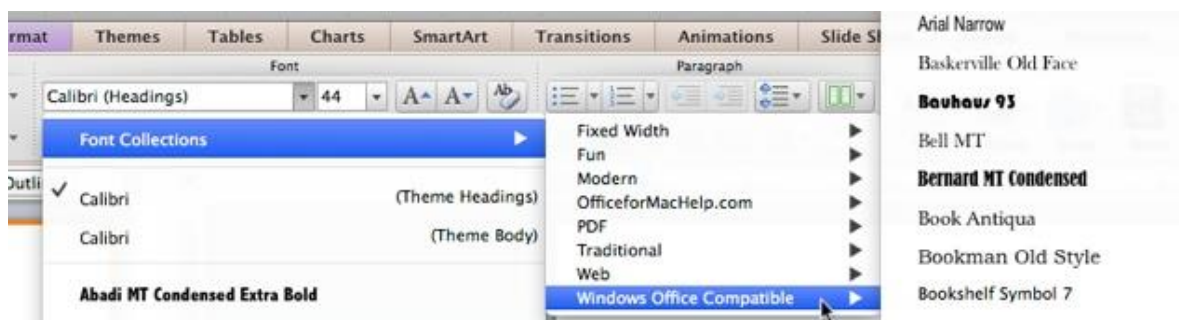 rmat Themes Tables Charts SmartArt Transitions Animations Slide Sl
Font Paragraph
Calibri (Headings) 44 A A Ab
Font Collections
Calibri (Theme Headings)
Calibri (Theme Body)
Abadi MT Condensed Extra Bold
Outli
Fixed Width
Fun
Modern
OfficeforMacHelp.com
PDF
Traditional
Web
Windows Office Compatible
Arial Narrow
Baskerville Old Face
Bauhaus 93
Bell MT
Bernard MT Condensed
Book Antiqua
Bookman Old Style
Bookshelf Symbol 7